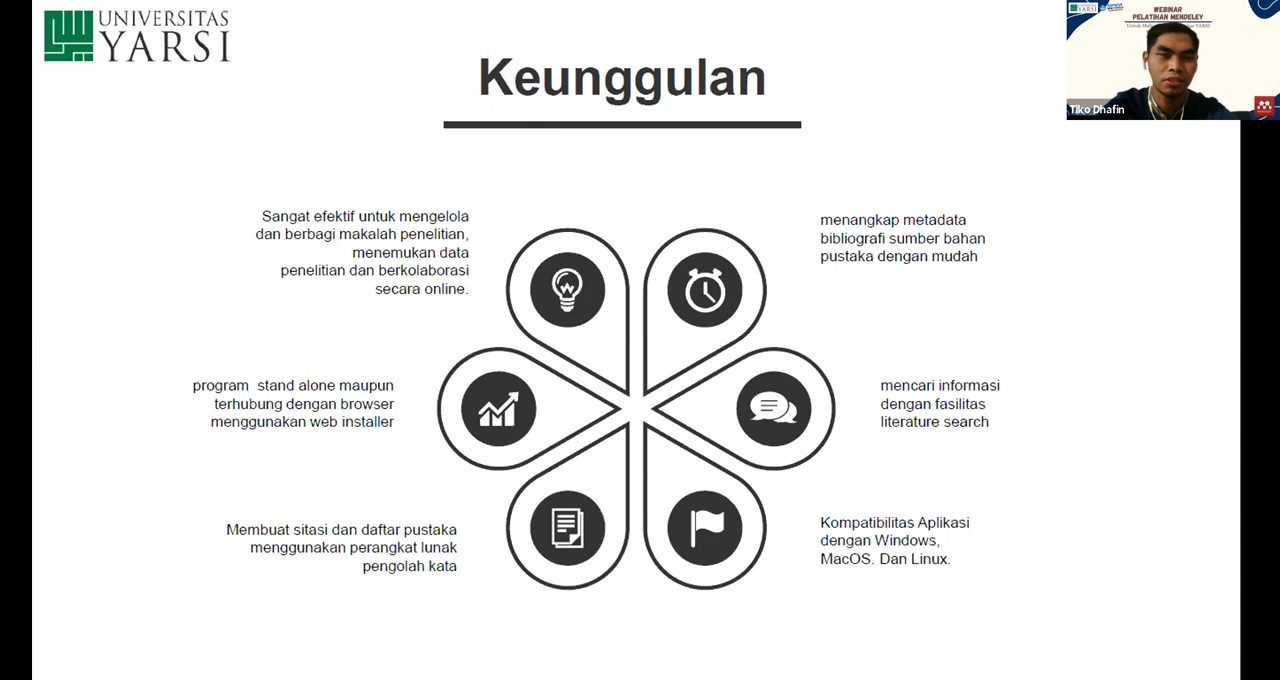 UNIVERSITAS
YARSI
Keunggulan
WEBINAR
PELATIHAN MENDELEY
Tiko Dhafin
Sangat efektif untuk mengelola
dan berbagi makalah penelitian,
menemukan data
penelitian dan berkolaborasi
secara online.
menangkap metadata
bibliografi sumber bahan
pustaka dengan mudah
program  stand alone maupun
terhubung dengan browser
menggunakan web installer
mencari informasi
dengan fasilitas
literature search
Membuat sitasi dan daftar pustaka
menggunakan perangkat lunak
pengolah kata
Kompatibilitas Aplikasi
dengan Windows,
MacOS. Dan Linux.